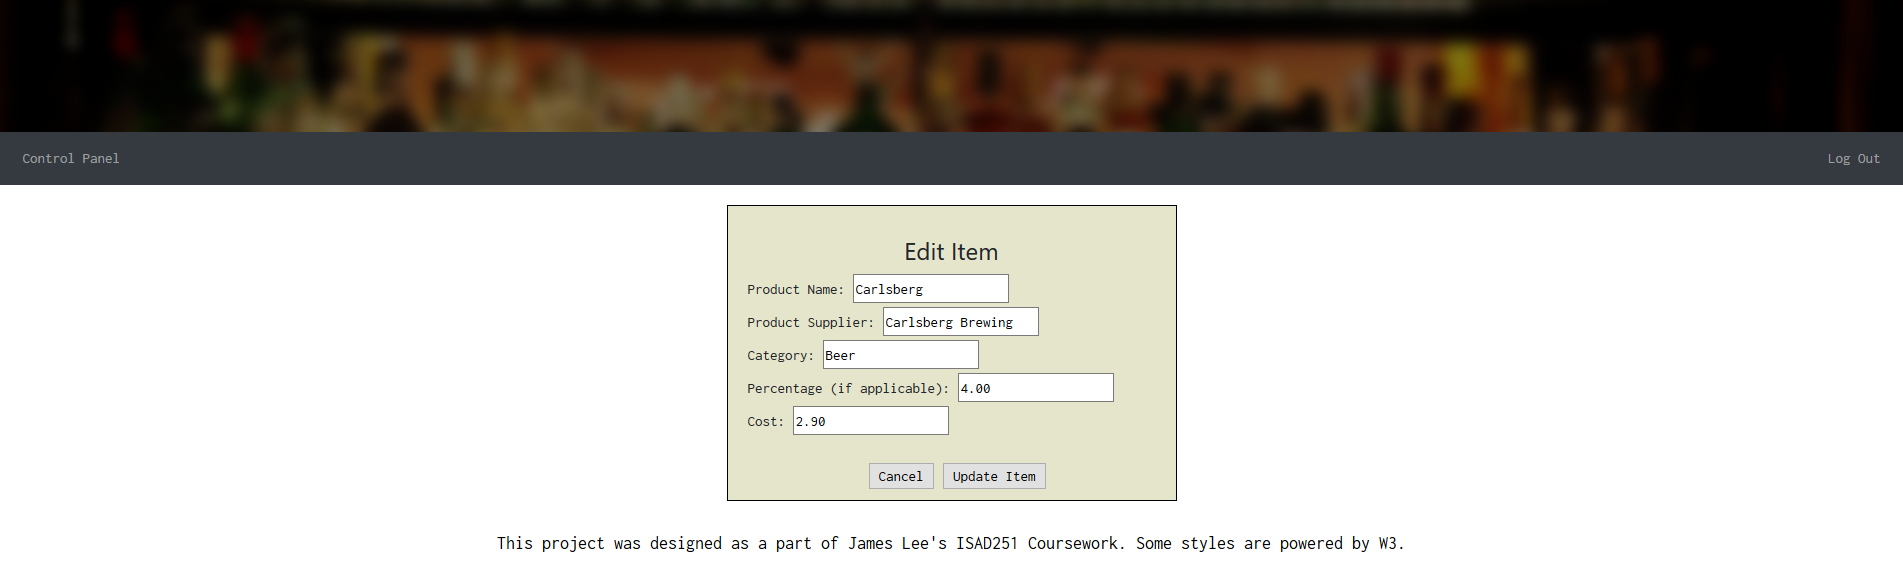 Control Panel
Log Out
Edit Item
Product Name: Carlsberg
Product Supplier: Carlsberg Brewing
Category: Beer
Percentage (if applicable): 4.00
Cost: 2.90
Cancel Update Item
This project was designed as a part of James Lee's ISAD251 Coursework. Some styles are powered by W3.